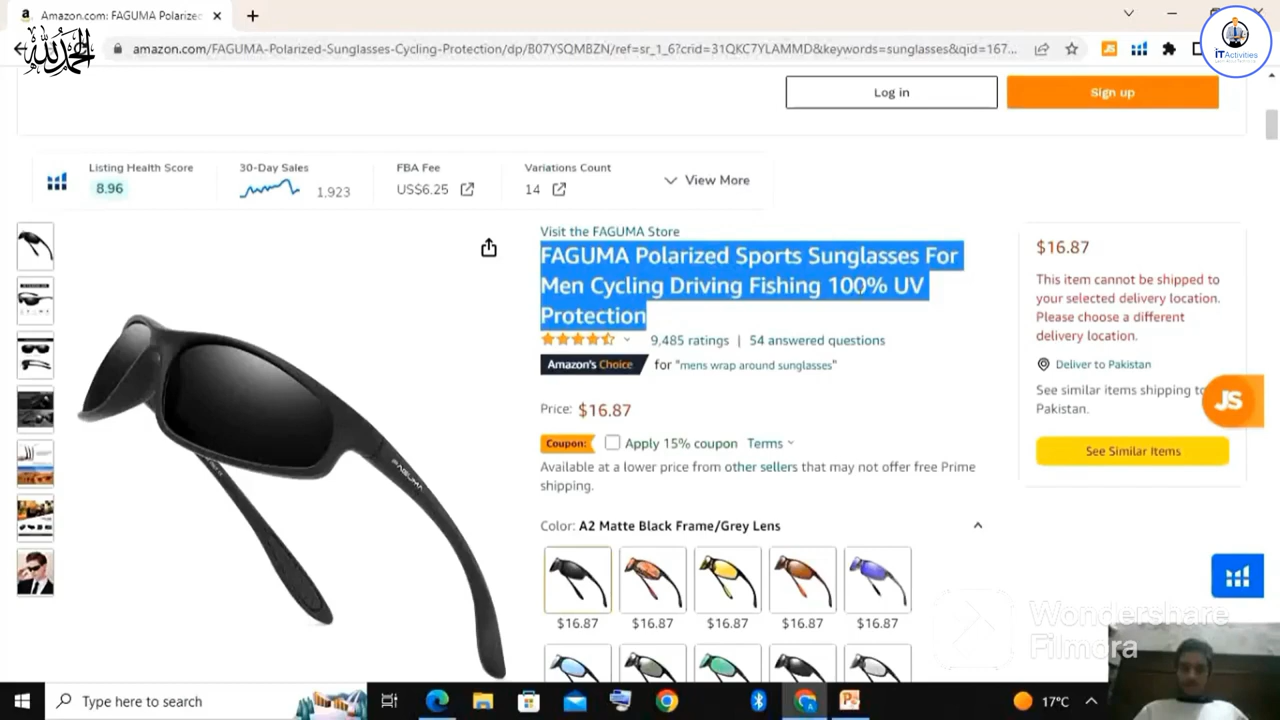 Amazon.com: FAGUMA Polarized
الحمد لله
amazon.com/FAGUMA-Polarized-Sunglasses-Cycling-Protection/dp/B07YSQMBZN/ref=sr_1_6?crid=31QKC7YLAMMD&keywords=sunglasses&qid=167...
JS
iT Activities
Log in
Sign up
Listing Health Score
8.96
30-Day Sales
1,923
FBA Fee
US$6.25
Variations Count
14
View More
Visit the FAGUMA Store
FAGUMA Polarized Sports Sunglasses For
Men Cycling Driving Fishing 100% UV
Protection
9,485 ratings | 54 answered questions
Amazon's Choice for "mens wrap around sunglasses"
Price: $16.87
Coupon: Apply 15% coupon Terms
Available at a lower price from other sellers that may not offer free Prime
shipping.
Color: A2 Matte Black Frame/Grey Lens
$16.87 $16.87 $16.87 $16.87 $16.87
FAGUMA
$16.87
This item cannot be shipped to
your selected delivery location.
Please choose a different
delivery location.
Deliver to Pakistan
See similar items shipping to
Pakistan.
JS
See Similar Items
Wondershare
Filmora
Type here to search
17°C